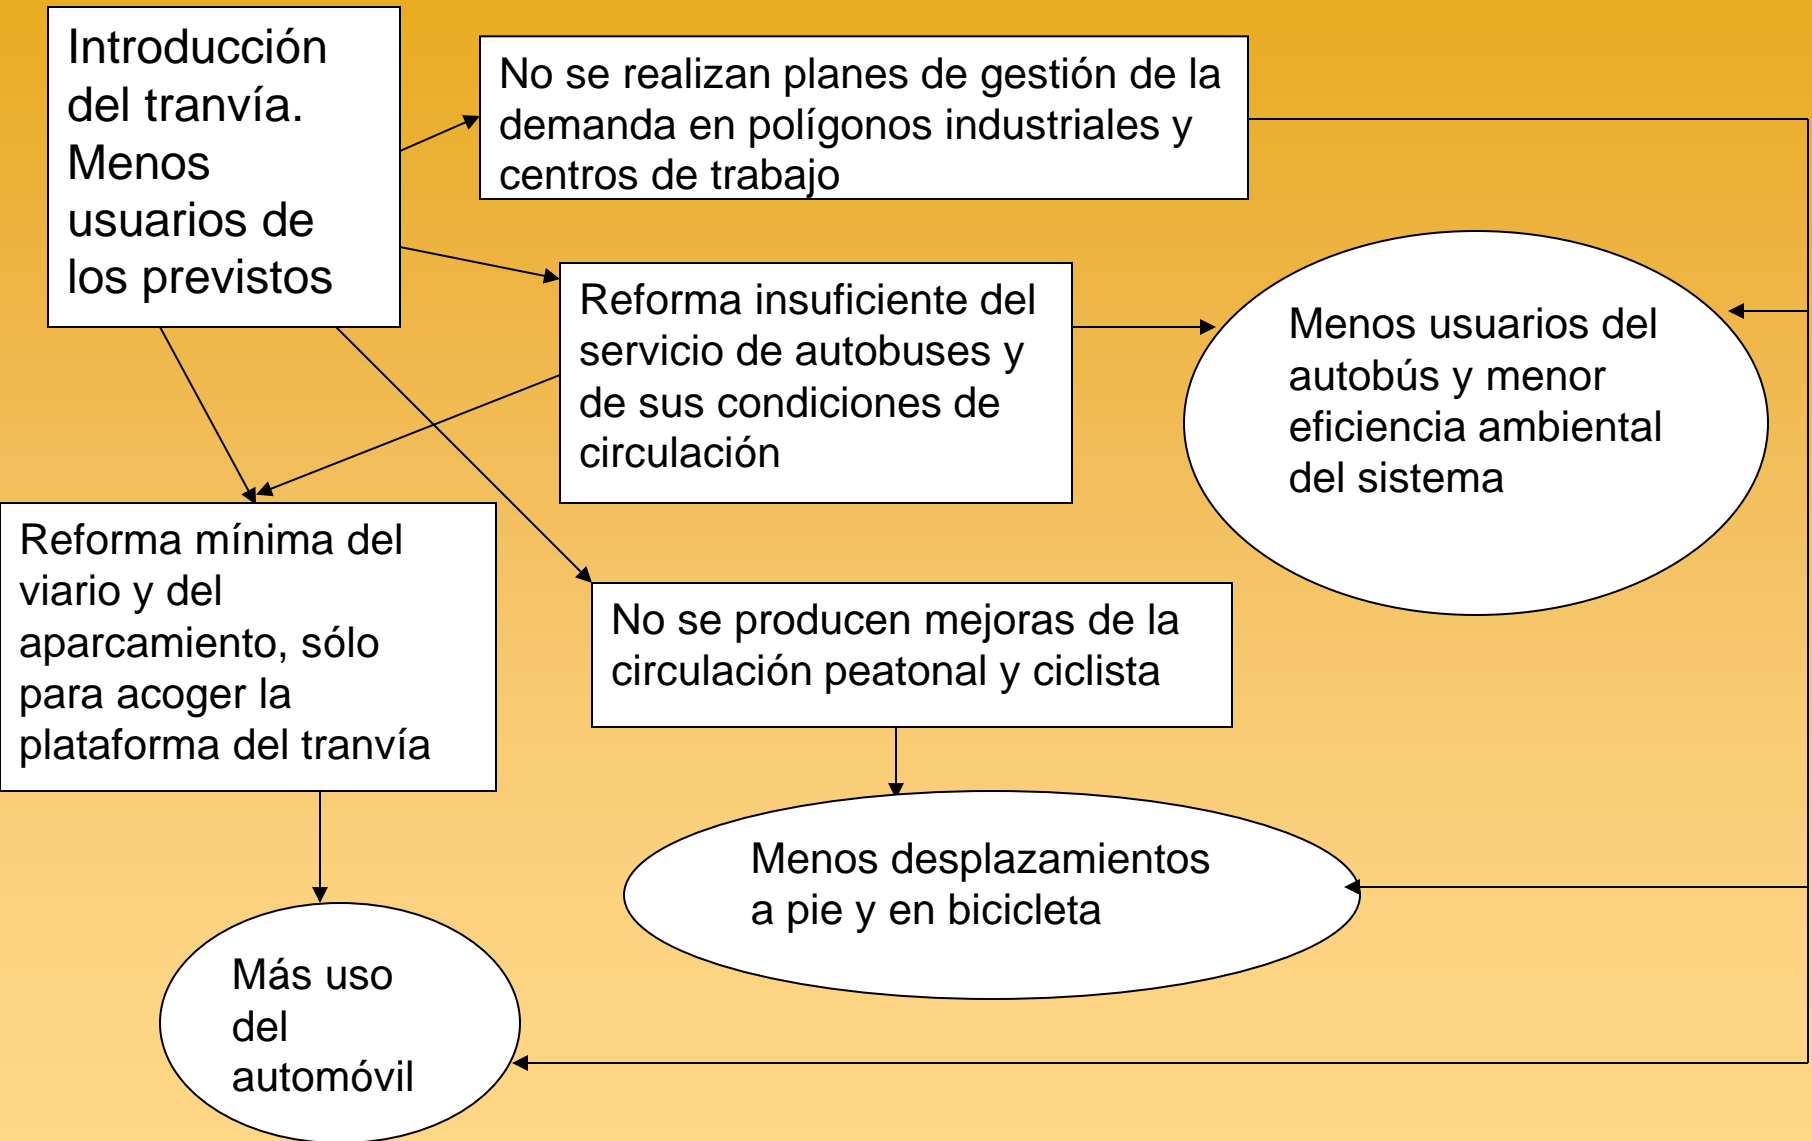 Introducción
del tranvía.
Menos
usuarios de
los previstos
No se realizan planes de gestión de la
demanda en polígonos industriales y
centros de trabajo
Reforma insuficiente del
servicio de autobuses y
de sus condiciones de
circulación
Menos usuarios del
autobús y menor
eficiencia ambiental
del sistema
Reforma mínima del
viario y del
aparcamiento, sólo
para acoger la
plataforma del tranvía
No se producen mejoras de la
circulación peatonal y ciclista
Menos desplazamientos
a pie y en bicicleta
Más uso
del
automóvil